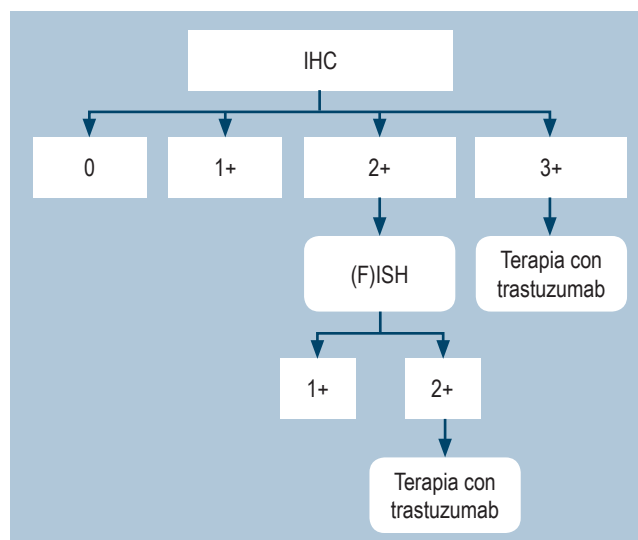 IHC
0
1+
2+
3+
(F)ISH
Terapia con
trastuzumab
1+
2+
Terapia con
trastuzumab